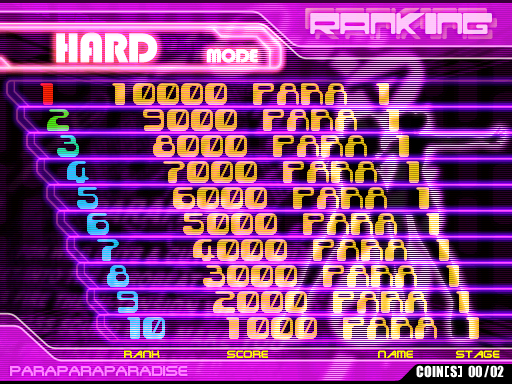 RANKING
HARD MODE
1 10000 PARA 1
2 9000 PARA 1
3 8000 PARA 1
4 7000 PARA 1
5 6000 PARA 1
6 5000 PARA 1
7 4000 PARA 1
8 3000 PARA 1
9 2000 PARA 1
10 1000 PARA 1
RANK SCORE NAME STAGE
PARAPARAPARADISE
COIN[S] 00/02